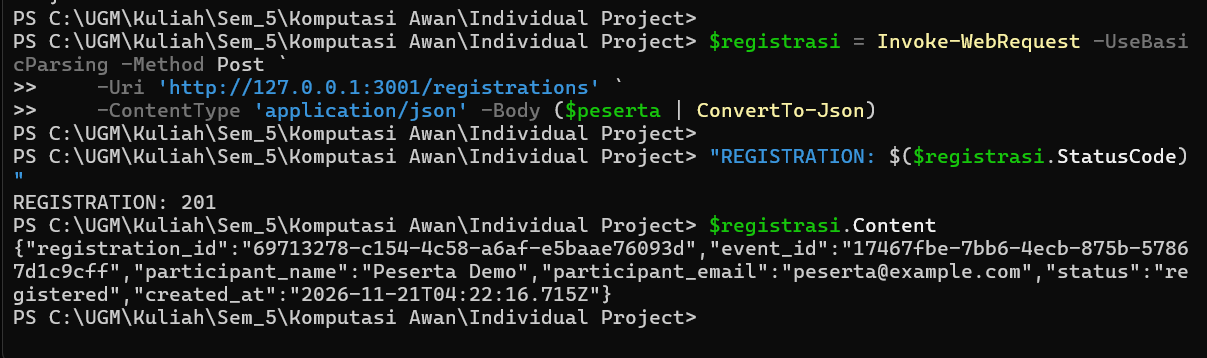 PS C:\UGM\Kuliah\Sem_5\Komputasi Awan\Individual Project>
PS C:\UGM\Kuliah\Sem_5\Komputasi Awan\Individual Project> $registrasi = Invoke-WebRequest -UseBasi
cParsing -Method Post `
>>     -Uri 'http://127.0.0.1:3001/registrations' `
>>     -ContentType 'application/json' -Body ($peserta | ConvertTo-Json)
PS C:\UGM\Kuliah\Sem_5\Komputasi Awan\Individual Project>
PS C:\UGM\Kuliah\Sem_5\Komputasi Awan\Individual Project> "REGISTRATION: $($registrasi.StatusCode)
"
REGISTRATION: 201
PS C:\UGM\Kuliah\Sem_5\Komputasi Awan\Individual Project> $registrasi.Content
{"registration_id":"69713278-c154-4c58-a6af-e5baae76093d","event_id":"17467fbe-7bb6-4ecb-875b-5786
7d1c9cff","participant_name":"Peserta Demo","participant_email":"peserta@example.com","status":"re
gistered","created_at":"2026-11-21T04:22:16.715Z"}
PS C:\UGM\Kuliah\Sem_5\Komputasi Awan\Individual Project>